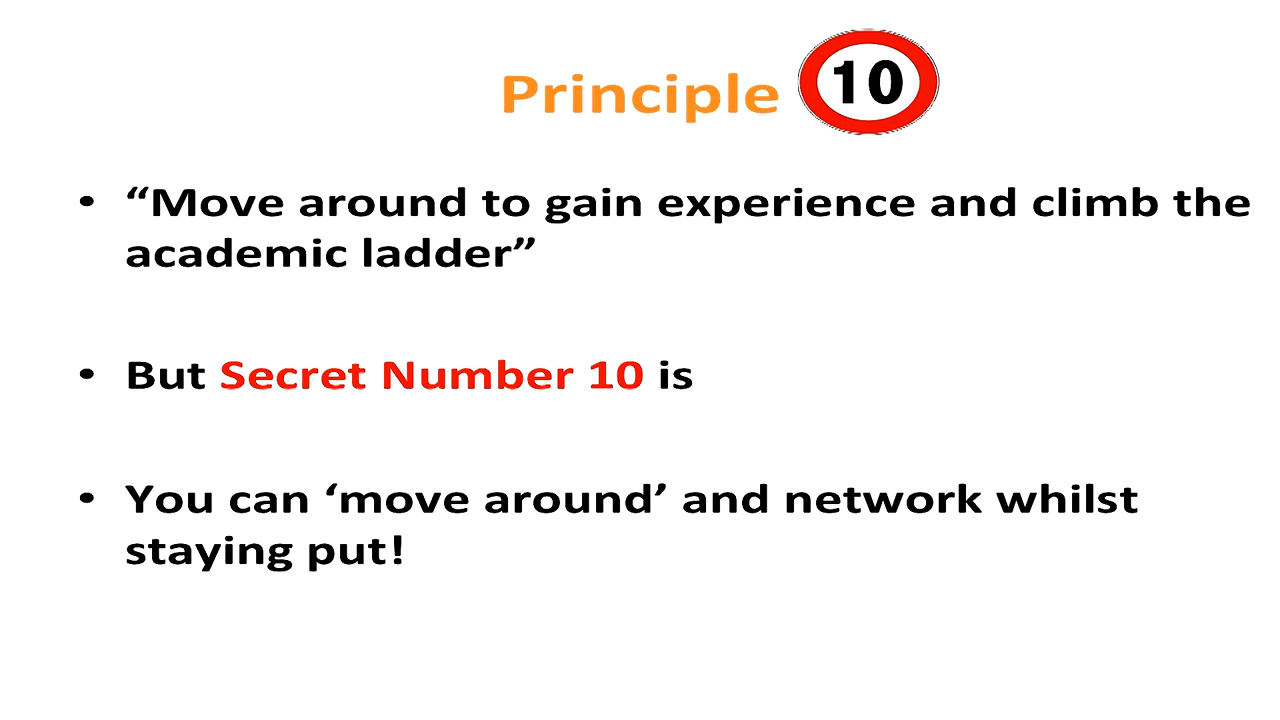 Principle 10
• “Move around to gain experience and climb the
academic ladder”
• But Secret Number 10 is
• You can ‘move around’ and network whilst
staying put!